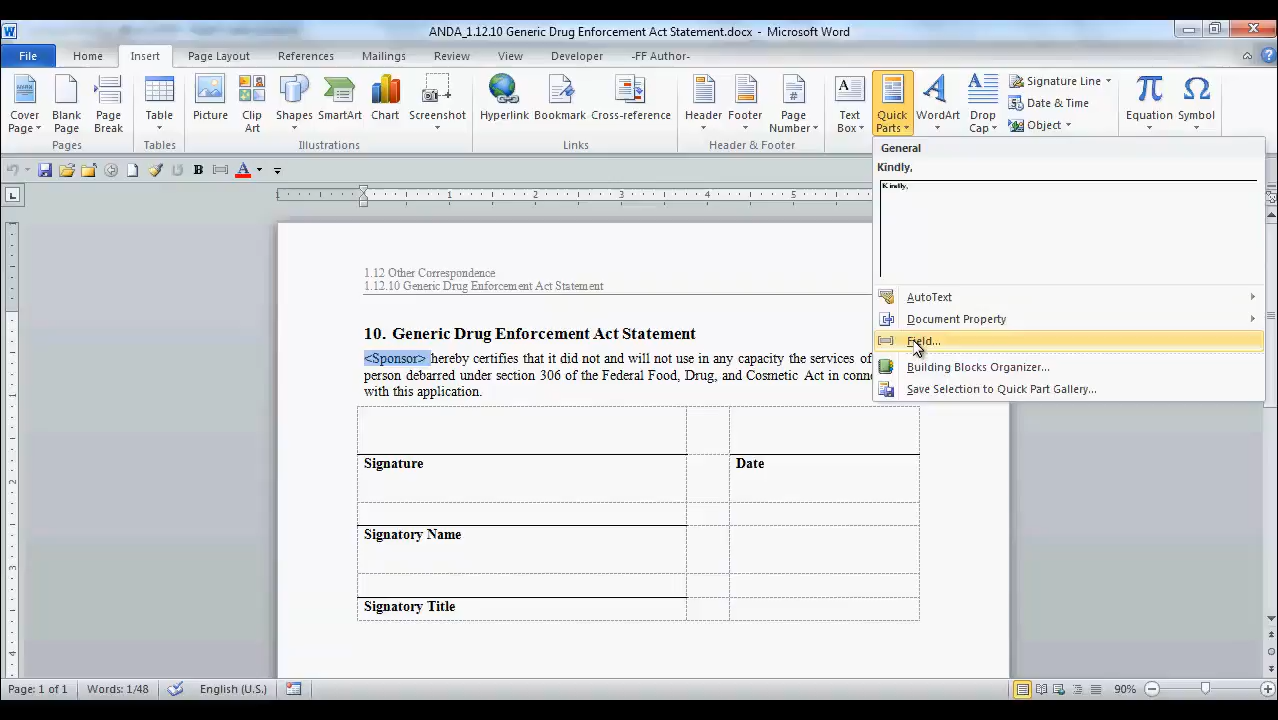 ANDA_1.12.10 Generic Drug Enforcement Act Statement.docx - Microsoft Word
File Home Insert Page Layout References Mailings Review View Developer -FF Author-
Cover Page
Blank Page
Page Break
Table
Picture
Clip Art
Shapes
SmartArt
Chart
Screenshot
Hyperlink
Bookmark
Cross-reference
Header
Footer
Page Number
Text Box
Quick Parts
WordArt
Drop Cap
Signature Line
Date & Time
Object
Equation
Symbol
Pages Tables Illustrations Links Header & Footer
General
Kindly,
Kindly,
AutoText
Document Property
Field...
Building Blocks Organizer...
Save Selection to Quick Part Gallery...
1 1 2 3 4 5
1.12 Other Correspondence
1.12.10 Generic Drug Enforcement Act Statement
10. Generic Drug Enforcement Act Statement
<Sponsor> hereby certifies that it did not and will not use in any capacity the services of
person debarred under section 306 of the Federal Food, Drug, and Cosmetic Act in conne
with this application.
Signature Date
Signatory Name
Signatory Title
Page: 1 of 1 Words: 1/48 English (U.S.) 90%